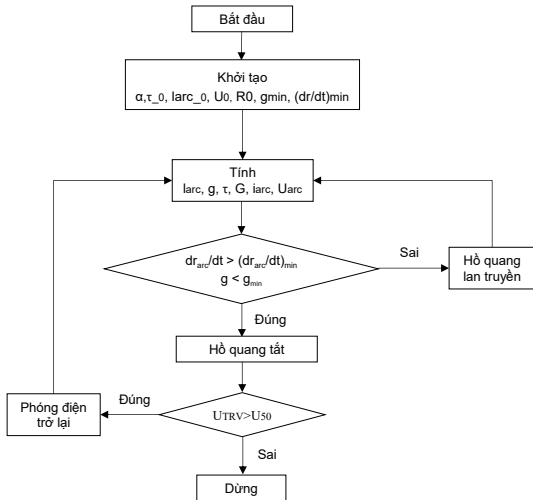 Bắt đầu
Khởi tạo
α,τ_0, larc_0, U0, R0, gmin, (dr/dt)min
Tính
larc, g, τ, G, iarc, Uarc
drarc/dt > (drarc/dt)min
g < gmin
Sai
Hồ quang
lan truyền
Đúng
Hồ quang tắt
Phóng điện
trở lại
Đúng
UTRV>U50
Sai
Dừng